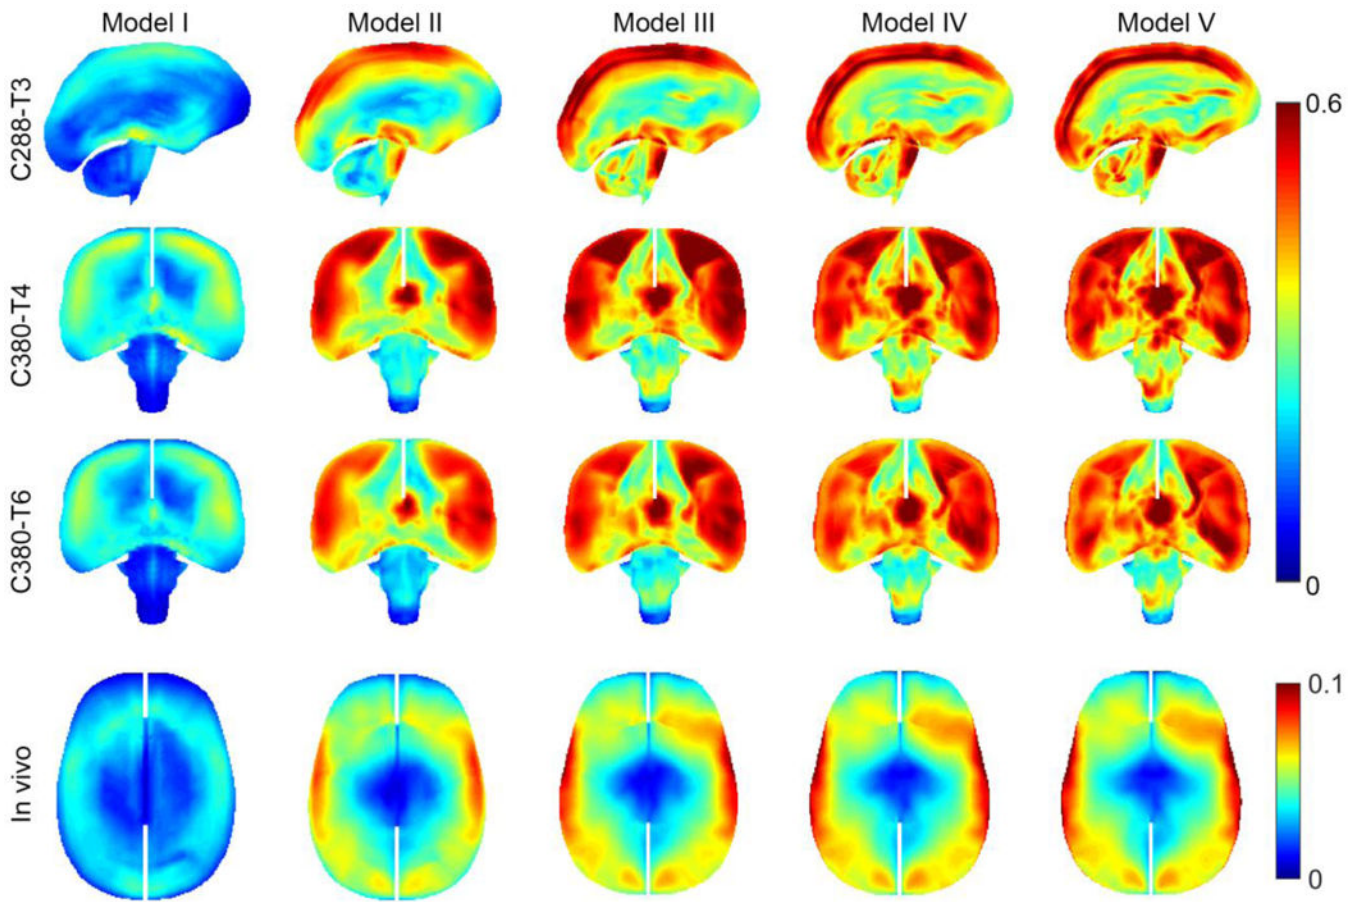 Model I Model II Model III Model IV Model V
C288-T3
0.6
C380-T4
C380-T6
0
In vivo
0.1
0